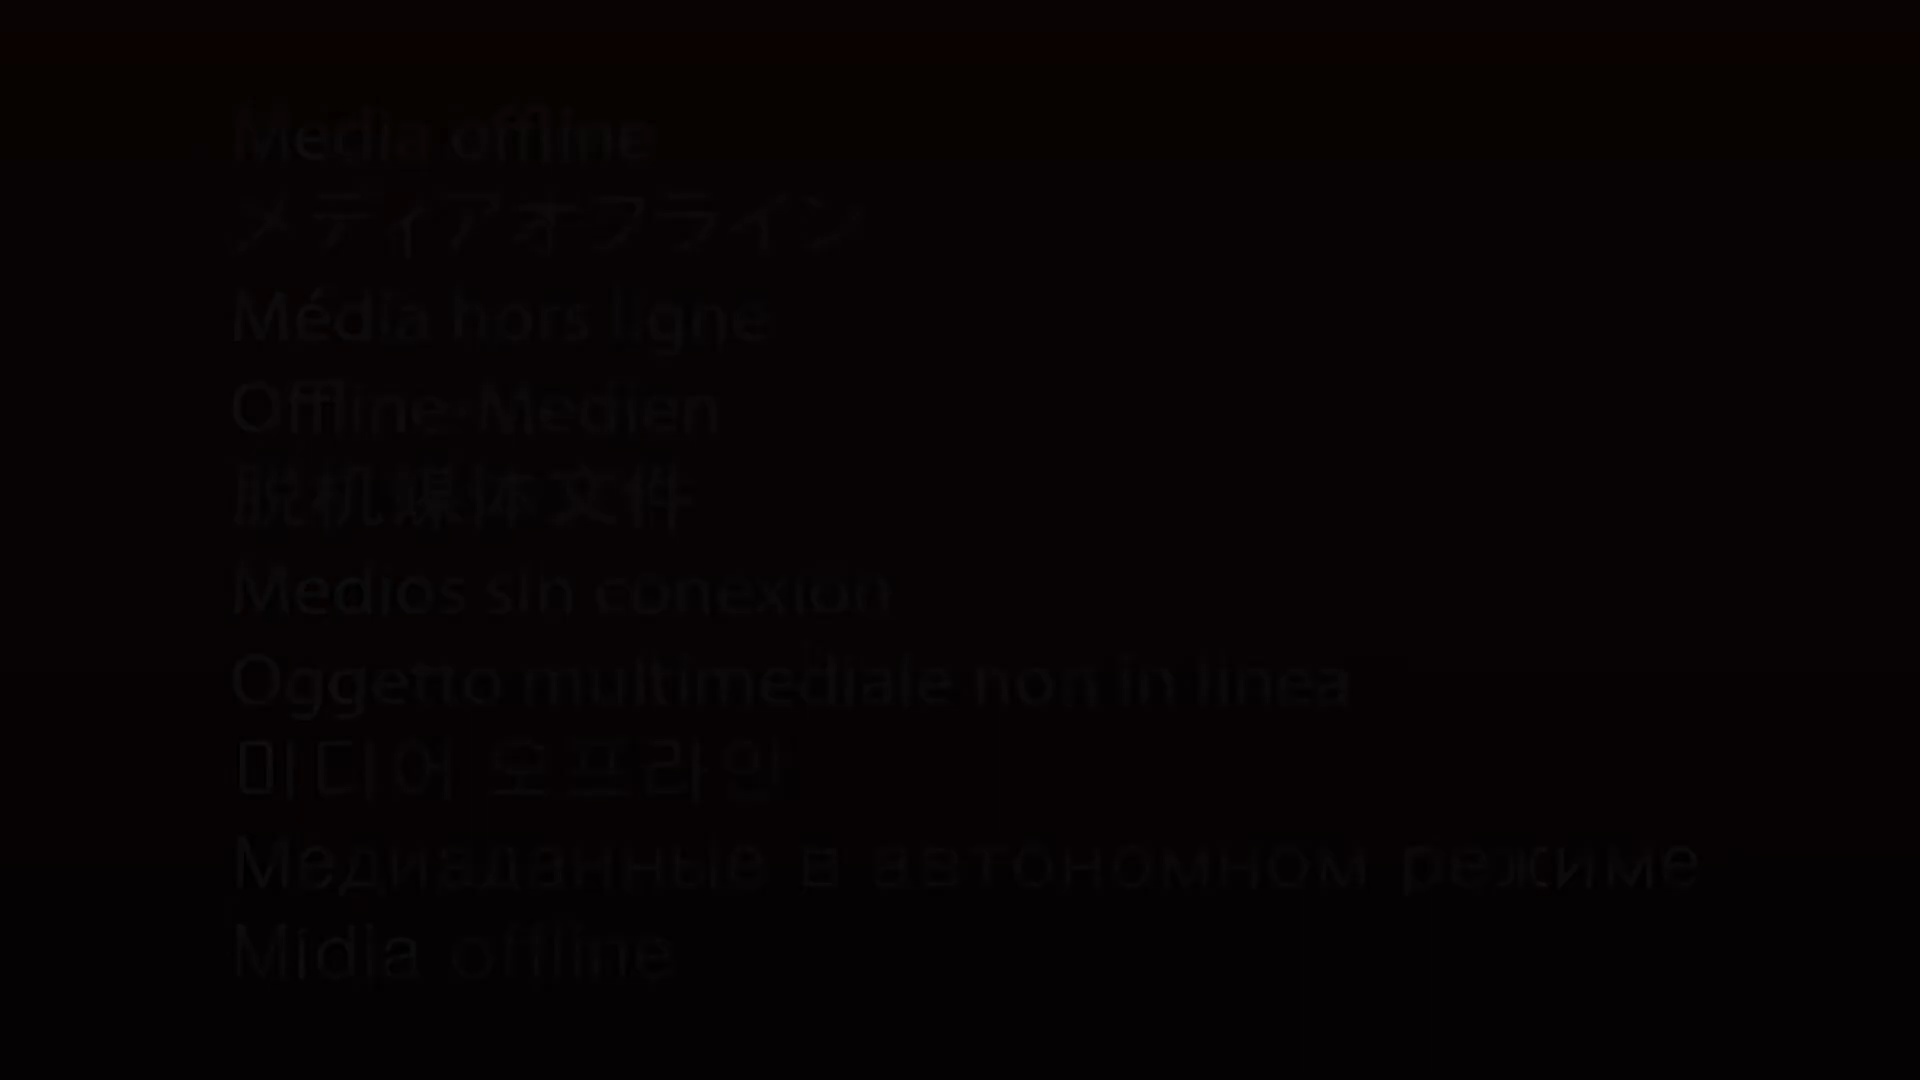 Media offline
メディアオフライン
Média hors ligne
Offline-Medien
脱机媒体文件
Medios sin conexión
Oggetto multimediale non in linea
미디어 오프라인
Медиаданные в автономном режиме
Mídia offline